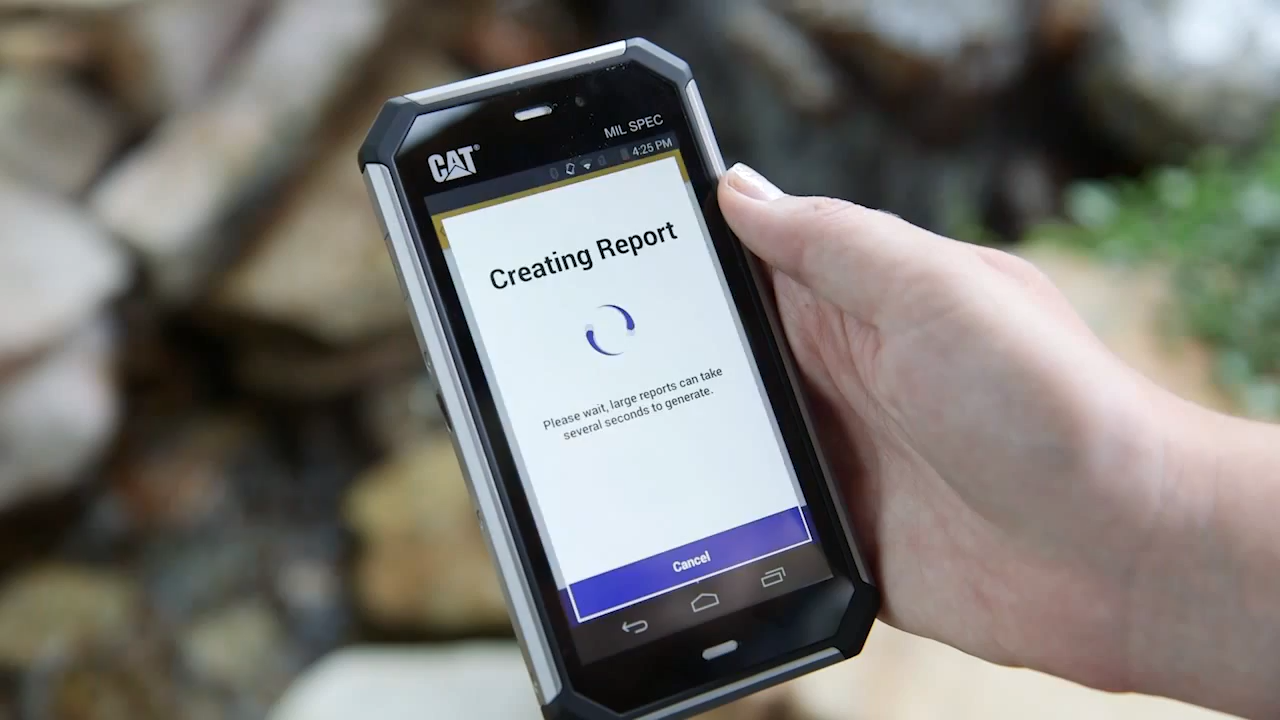 MIL SPEC
CAT®
4:25 PM
Creating Report
Please wait, large reports can take
several seconds to generate.
Cancel